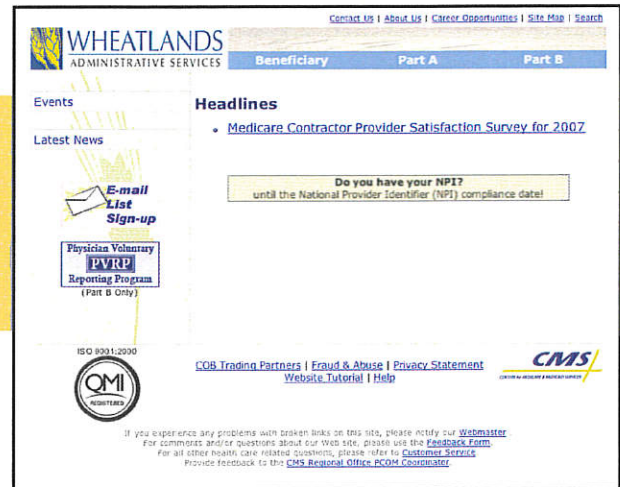 Contact Us | About Us | Career Opportunities | Site Map | Search
WHEATLANDS
ADMINISTRATIVE SERVICES
Beneficiary Part A Part B
Events
Headlines
• Medicare Contractor Provider Satisfaction Survey for 2007
Latest News
Do you have your NPI?
until the National Provider Identifier (NPI) compliance date!
E-mail
List
Sign-up
Physician Voluntary
PVRP
Reporting Program
(Part B Only)
ISO 9001:2000
QMI
REGISTERED
COB Trading Partners | Fraud & Abuse | Privacy Statement
Website Tutorial | Help
CMS
CENTERS for MEDICARE & MEDICAID SERVICES
If you experience any problems with broken links on this site, please notify our Webmaster
For comments and/or questions about our Web site, please use the Feedback Form.
For all other health care related questions, please refer to Customer Service
Provide feedback to the CMS Regional Office PCOM Coordinator.